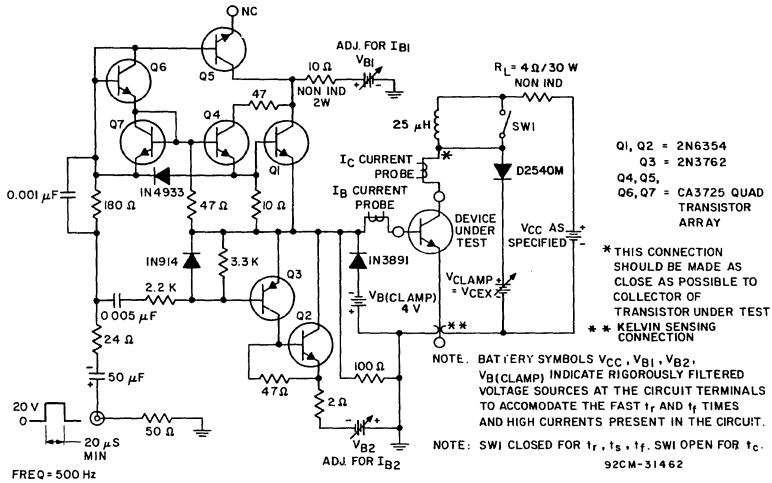 NC
Q6
Q5
ADJ. FOR IB1
VB1
10 Ω
NON IND
2W
+
-
RL = 4 Ω/30 W
NON IND
47
Q7
Q4
Q1
25 μH
SW1
*
IC CURRENT
PROBE
IB CURRENT
PROBE
D2540M
Q1, Q2 = 2N6354
Q3 = 2N3762
Q4,Q5,
Q6,Q7 = CA3725 QUAD
TRANSISTOR
ARRAY
0.001 μF
180 Ω
1N4933
47 Ω
10 Ω
DEVICE
UNDER
TEST
VCC AS
SPECIFIED
+
-
1N914
3.3 K
Q3
1N3891
VCLAMP
= VCEX
+
-
* THIS CONNECTION
SHOULD BE MADE AS
CLOSE AS POSSIBLE TO
COLLECTOR OF
TRANSISTOR UNDER TEST
2.2 K
0.005 μF
Q2
-
+
VB(CLAMP)
4 V
**
** KELVIN SENSING
CONNECTION
24 Ω
-
+
50 μF
47 Ω
2 Ω
100 Ω
NOTE: BATTERY SYMBOLS VCC, VB1, VB2,
VB(CLAMP) INDICATE RIGOROUSLY FILTERED
VOLTAGE SOURCES AT THE CIRCUIT TERMINALS
TO ACCOMODATE THE FAST tr AND tf TIMES
AND HIGH CURRENTS PRESENT IN THE CIRCUIT.
20 V
0
20 μS
MIN
50 Ω
-
+
VB2
ADJ. FOR IB2
NOTE: SW1 CLOSED FOR tr, ts, tf. SW1 OPEN FOR tc.
92CM-31462
FREQ = 500 Hz